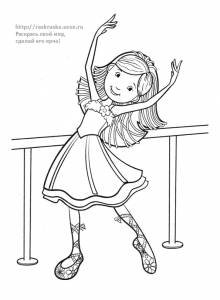 http://raskraska.ucoz.ru
Раскрась свой мир,
сделай его ярче!